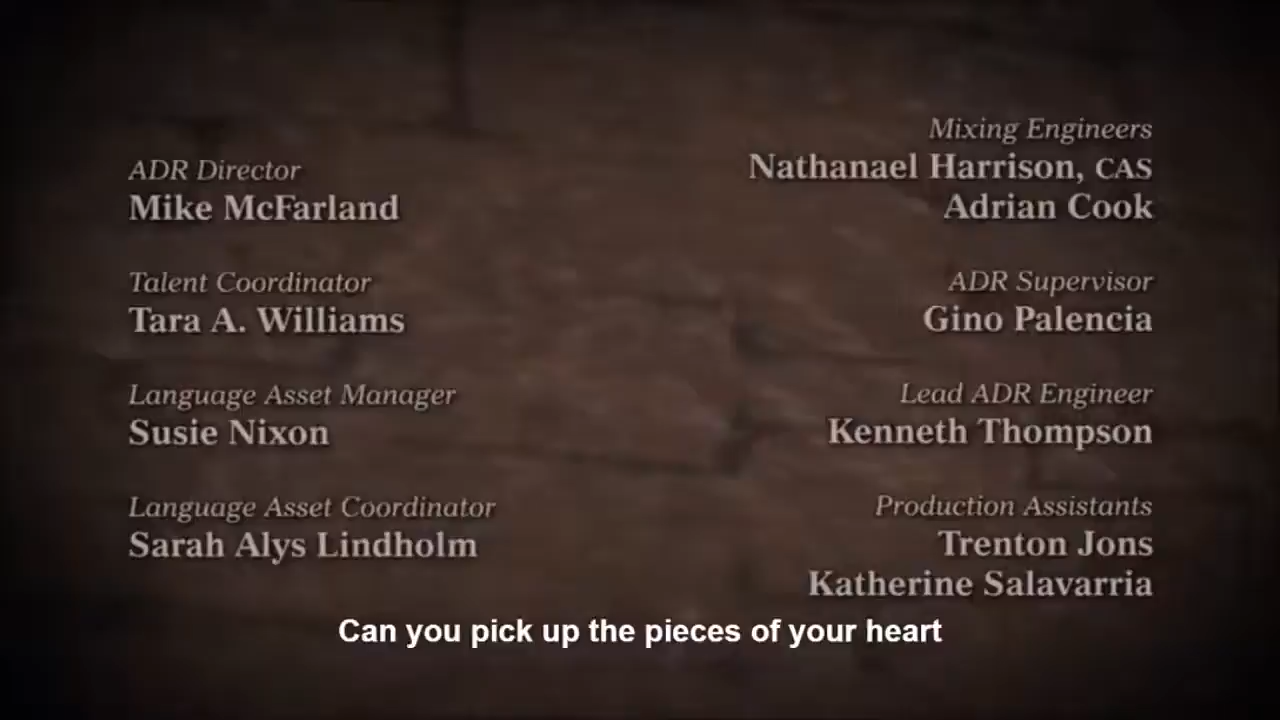 ADR Director
Mike McFarland
Talent Coordinator
Tara A. Williams
Language Asset Manager
Susie Nixon
Language Asset Coordinator
Sarah Alys Lindholm
Mixing Engineers
Nathanael Harrison, CAS
Adrian Cook
ADR Supervisor
Gino Palencia
Lead ADR Engineer
Kenneth Thompson
Production Assistants
Trenton Jons
Katherine Salavarria
Can you pick up the pieces of your heart